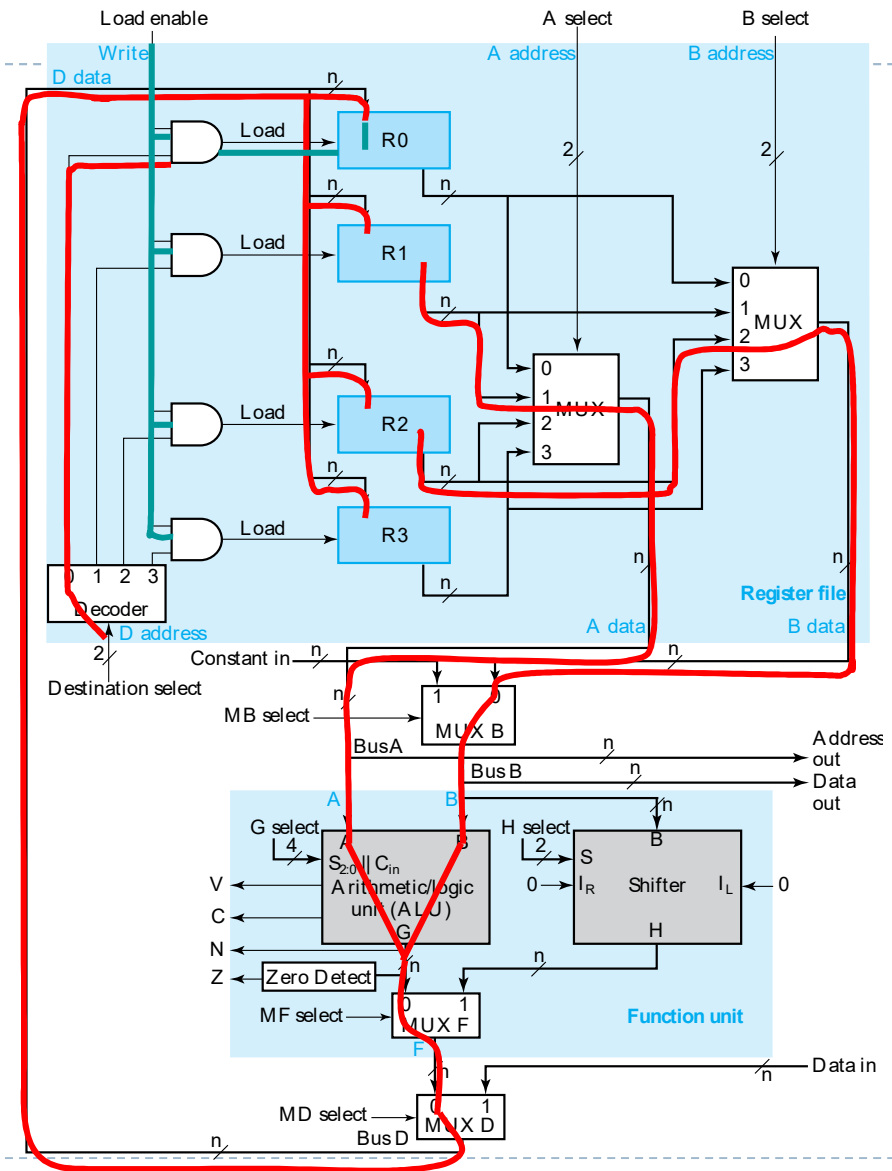 Load enable
A select
B select
Write
A address
B address
D data
n
Load
R0
2
2
n
n
Load
R1
0
n
1
MUX
2
0
3
n
1
MUX
Load
R2
2
n
3
n
Load
R3
n
n
n
0 1 2 3
Decoder
Register file
D address
A data
B data
2
Constant in
n
n
Destination select
1
0
n
MB select
MUX B
Bus A
n
Address
out
Bus B
n
Data
out
A
B
n
G select
H select
4
A
B
2
B
S2:0 || Cin
S
V
Arithmetic/logic
unit (ALU)
0
IR
Shifter
IL
0
C
G
H
N
n
n
Z
Zero Detect
0
1
MF select
MUX F
Function unit
F
n
n
Data in
0
1
MD select
MUX D
n
Bus D